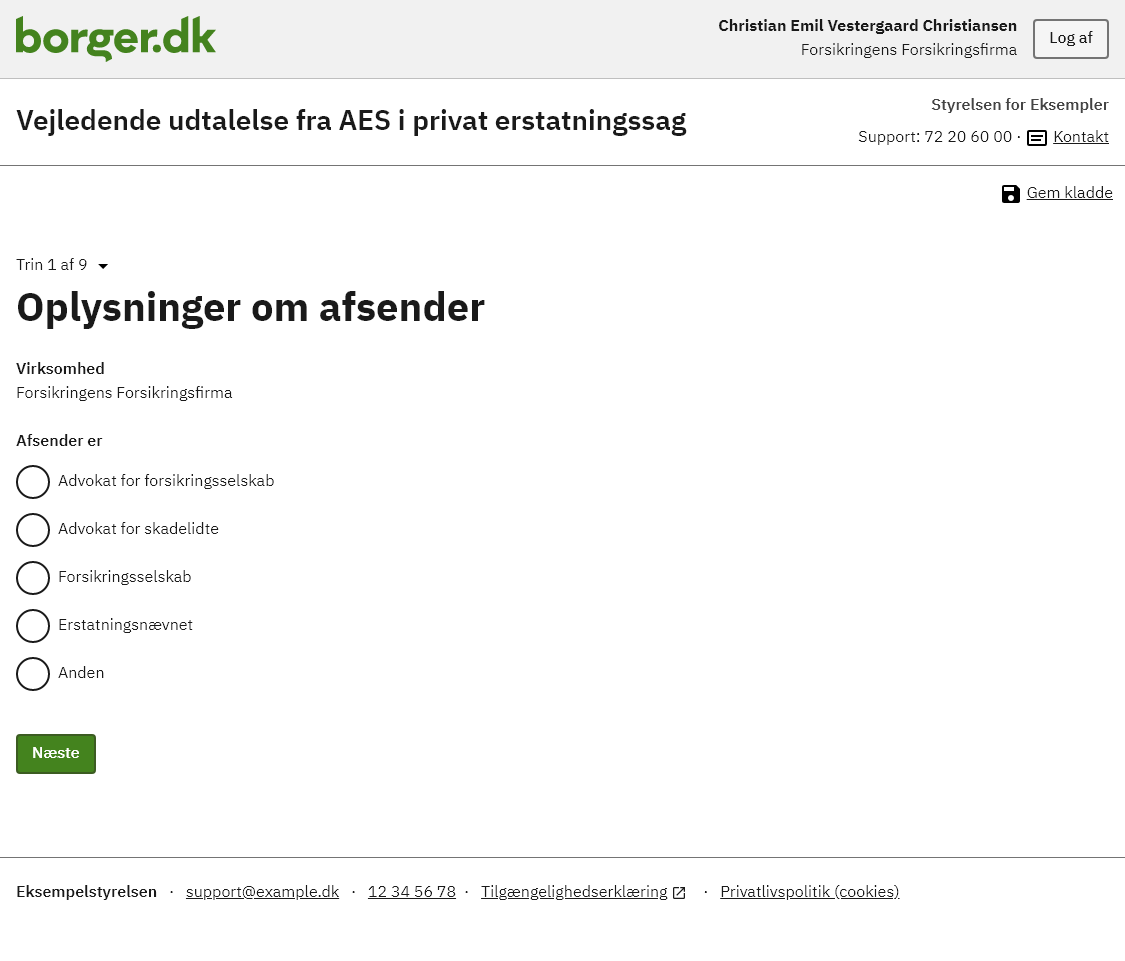 borger.dk
Christian Emil Vestergaard Christiansen
Forsikringens Forsikringsfirma
Log af
Vejledende udtalelse fra AES i privat erstatningssag
Styrelsen for Eksempler
Support: 72 20 60 00 · Kontakt
Gem kladde
Trin 1 af 9
Oplysninger om afsender
Virksomhed
Forsikringens Forsikringsfirma
Afsender er
Advokat for forsikringsselskab
Advokat for skadelidte
Forsikringsselskab
Erstatningsnævnet
Anden
Næste
Eksempelstyrelsen · support@example.dk · 12 34 56 78 · Tilgængelighedserklæring · Privatlivspolitik (cookies)